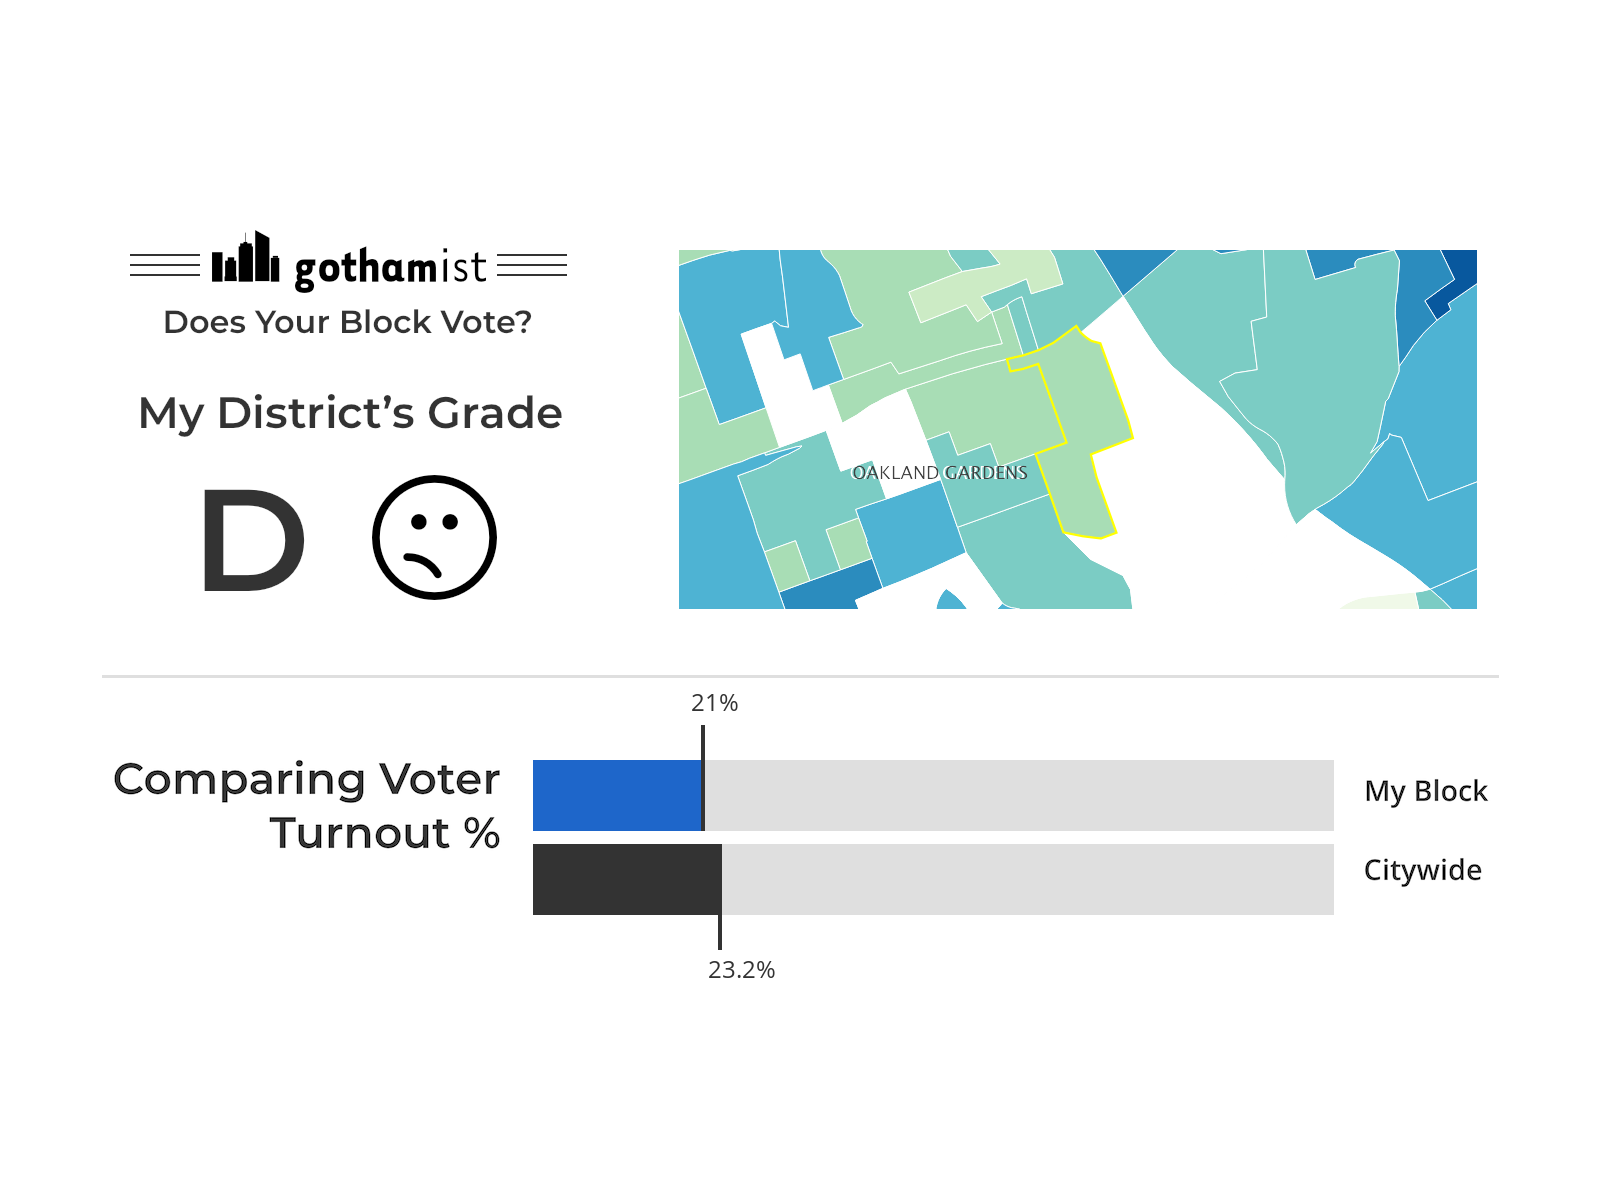 gothamist
Does Your Block Vote?
My District's Grade
D
OAKLAND GARDENS
21%
Comparing Voter
Turnout %
My Block
Citywide
23.2%